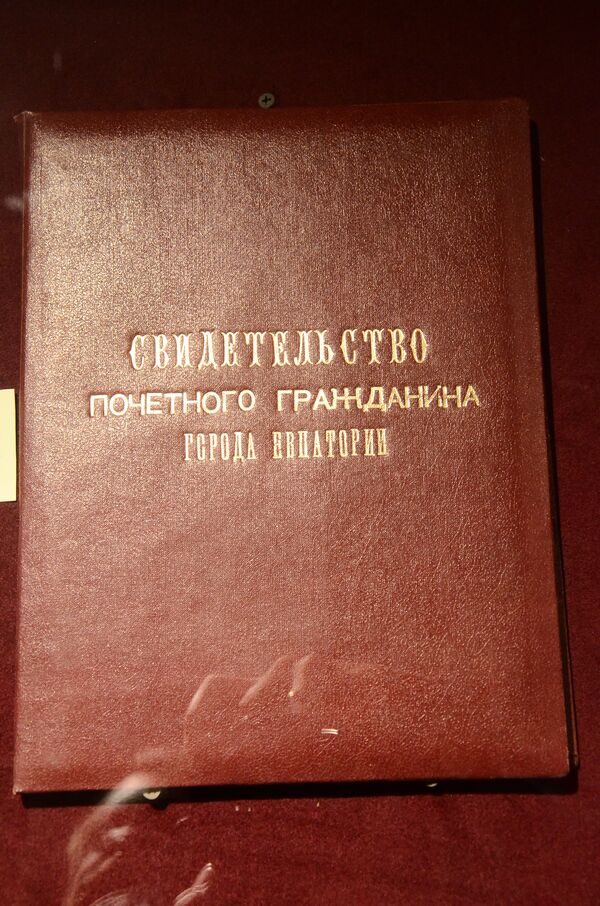 СВИДЕТЕЛЬСТВО
ПОЧЕТНОГО ГРАЖДАНИНА
ГОРОДА ЕВПАТОРИИ